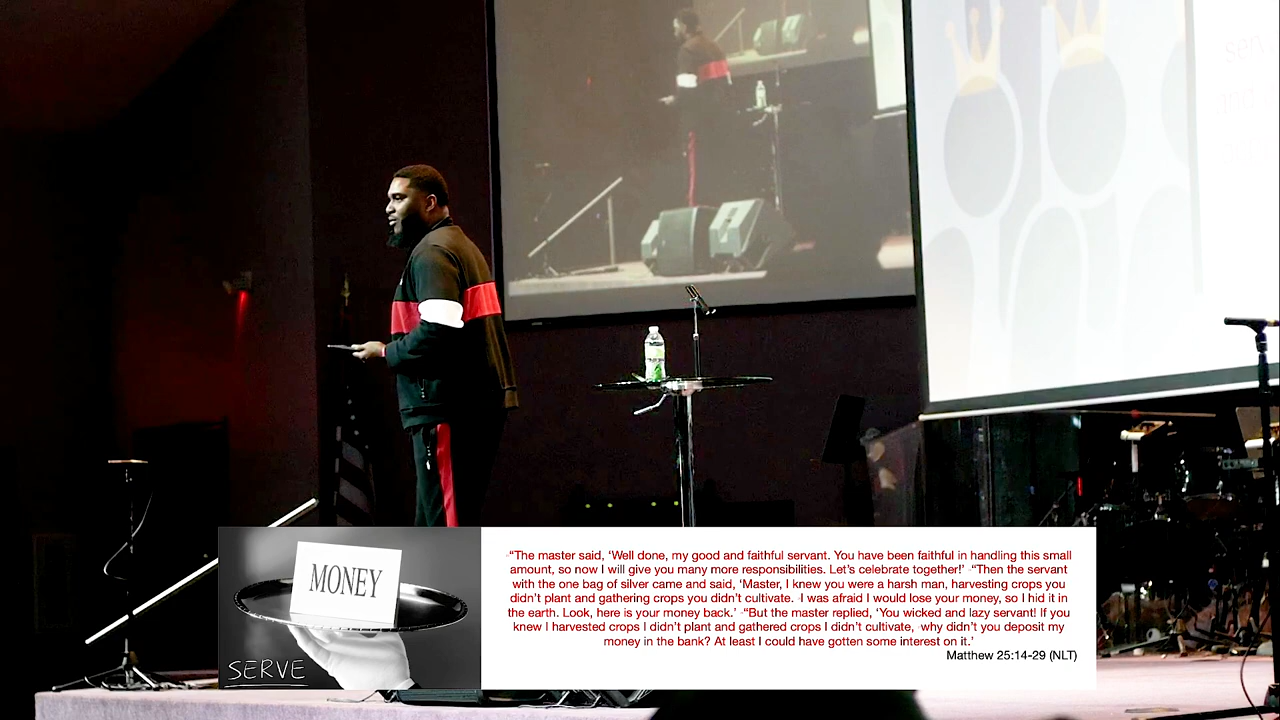 MONEY
SERVE
“The master said, ‘Well done, my good and faithful servant. You have been faithful in handling this small
amount, so now I will give you many more responsibilities. Let’s celebrate together!’ “Then the servant
with the one bag of silver came and said, ‘Master, I knew you were a harsh man, harvesting crops you
didn’t plant and gathering crops you didn’t cultivate. I was afraid I would lose your money, so I hid it in
the earth. Look, here is your money back.’ “But the master replied, ‘You wicked and lazy servant! If you
knew I harvested crops I didn’t plant and gathered crops I didn’t cultivate, why didn’t you deposit my
money in the bank? At least I could have gotten some interest on it.’
Matthew 25:14-29 (NLT)